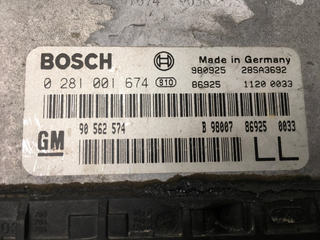 BOSCH Made in Germany
980925 28SA3692
0 281 001 674 S10 86925 1120 0033
GM 90 562 574 B 98007 86925 0033
LL